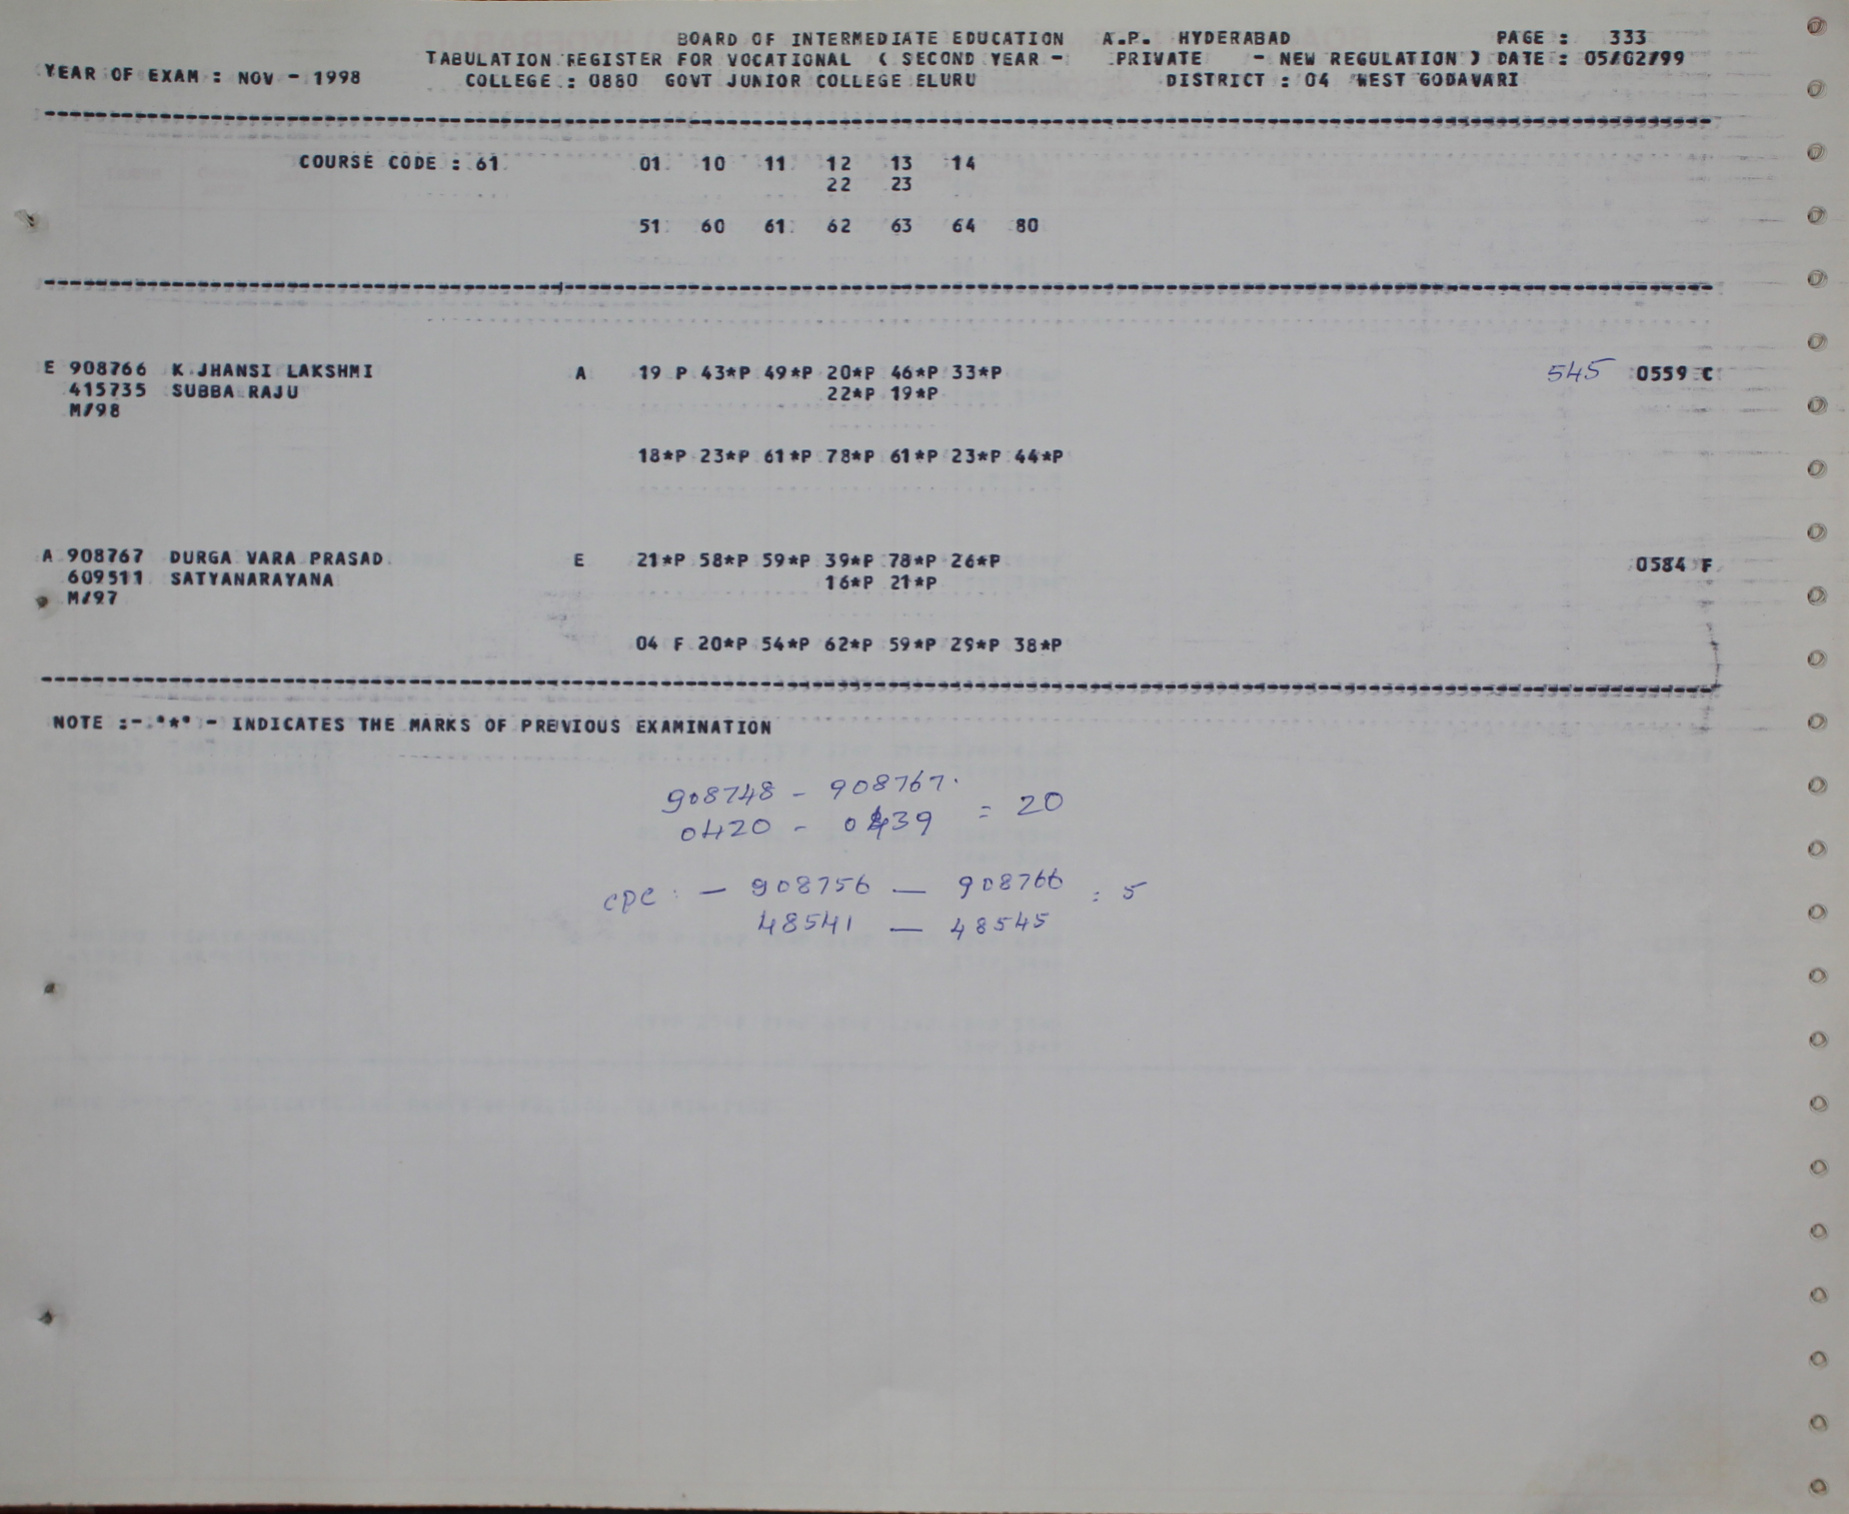 BOARD OF INTERMEDIATE EDUCATION A.P. HYDERABAD PAGE : 333
TABULATION REGISTER FOR VOCATIONAL ( SECOND YEAR - PRIVATE - NEW REGULATION ) DATE : 05/02/99
YEAR OF EXAM : NOV - 1998 COLLEGE : 0880 GOVT JUNIOR COLLEGE ELURU DISTRICT : 04 WEST GODAVARI
COURSE CODE : 61 01 10 11 12 13 14
22 23
51 60 61 62 63 64 80
E 908766 K JHANSI LAKSHMI A 19 P 43*P 49*P 20*P 46*P 33*P 545 0559 C
415735 SUBBA RAJU 22*P 19*P
M/98
18*P 23*P 61*P 78*P 61*P 23*P 44*P
A 908767 DURGA VARA PRASAD E 21*P 58*P 59*P 39*P 78*P 26*P 0584 F
609511 SATYANARAYANA 16*P 21*P
M/97
04 F 20*P 54*P 62*P 59*P 29*P 38*P
NOTE :- "*" - INDICATES THE MARKS OF PREVIOUS EXAMINATION
908748 - 908767.
0420 - 0439 = 20
cpc : - 908756 - 908766 : 5
48541 - 48545